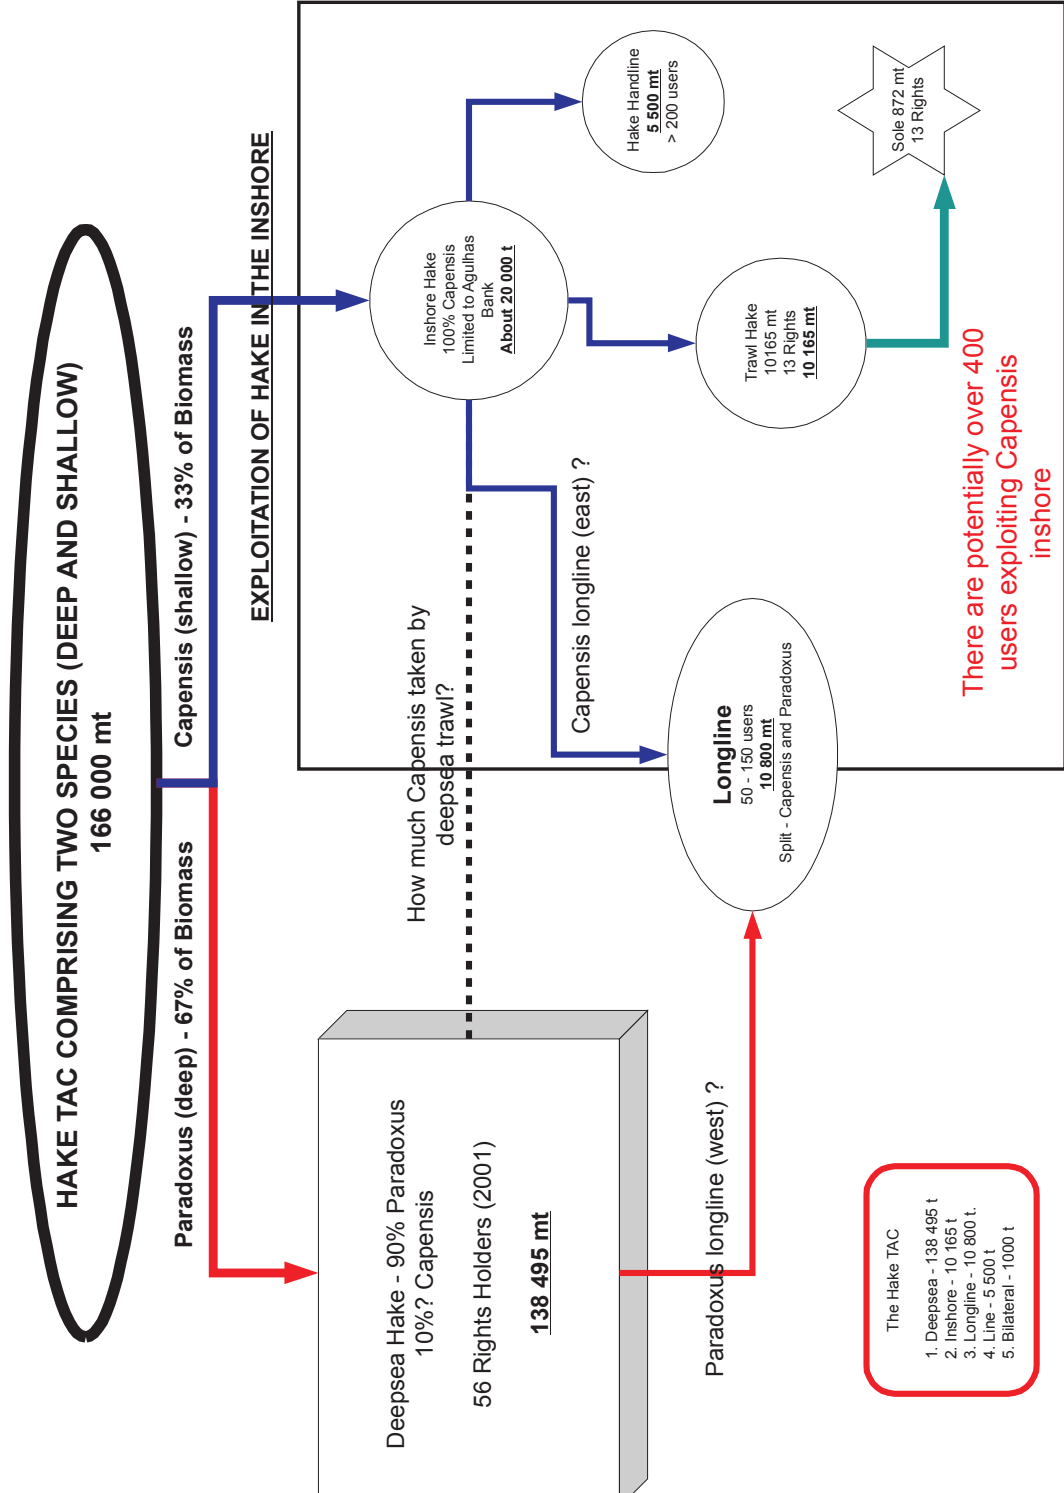 HAKE TAC COMPRISING TWO SPECIES (DEEP AND SHALLOW)
166 000 mt
Paradoxus (deep) - 67% of Biomass
Capensis (shallow) - 33% of Biomass
EXPLOITATION OF HAKE IN THE INSHORE
Deepsea Hake - 90% Paradoxus
10%? Capensis
56 Rights Holders (2001)
138 495 mt
How much Capensis taken by
deepsea trawl?
Inshore Hake
100% Capensis
Limited to Agulhas
Bank
About 20 000 t
Hake Handline
5 500 mt
> 200 users
Capensis longline (east) ?
Paradoxus longline (west) ?
Longline
50 - 150 users
10 800 mt
Split - Capensis and Paradoxus
Trawl Hake
10165 mt
13 Rights
10 165 mt
Sole 872 mt
13 Rights
The Hake TAC
1. Deepsea - 138 495 t
2. Inshore - 10 165 t
3. Longline - 10 800 t.
4. Line - 5 500 t
5. Bilateral - 1000 t
There are potentially over 400
users exploiting Capensis
inshore